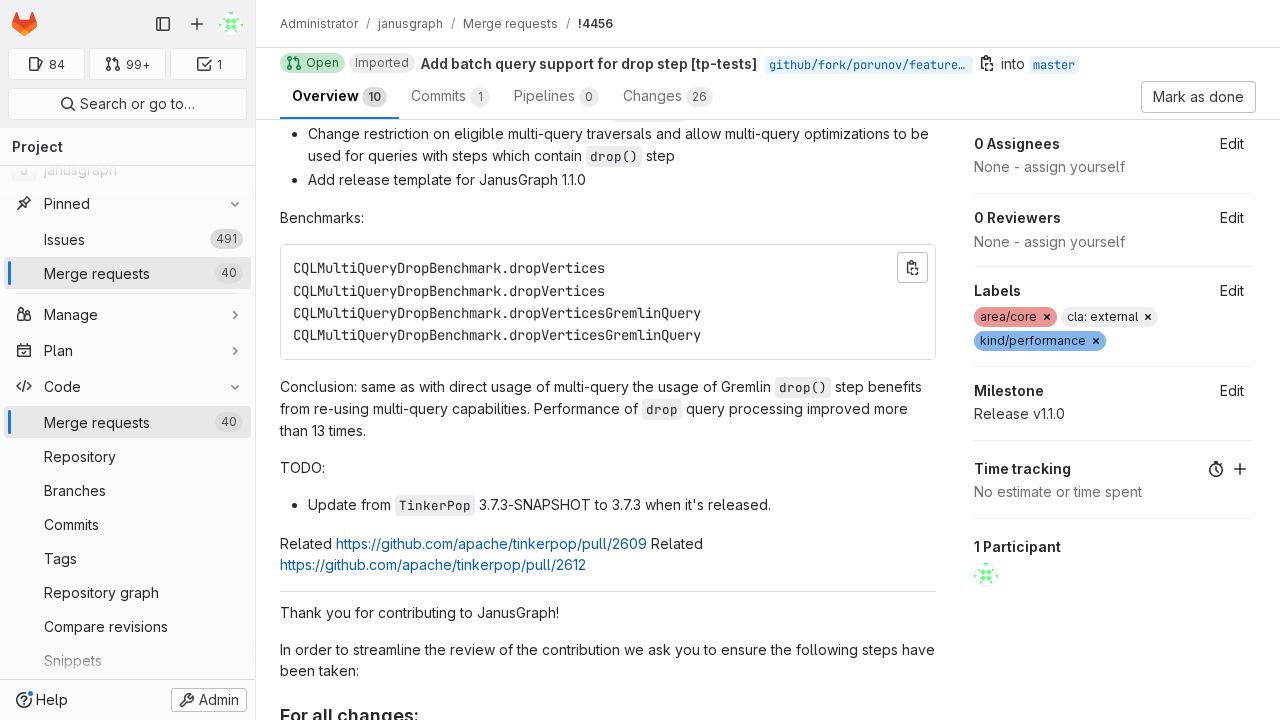 Administrator / janusgraph / Merge requests / !4456
84
99+
1
Search or go to…
Project
J janusgraph
Pinned
Issues 491
Merge requests 40
Manage
Plan
Code
Merge requests 40
Repository
Branches
Commits
Tags
Repository graph
Compare revisions
Snippets
Help
Admin
Open Imported Add batch query support for drop step [tp-tests] github/fork/porunov/feature… into master
Overview 10 Commits 1 Pipelines 0 Changes 26 Mark as done
• Change restriction on eligible multi-query traversals and allow multi-query optimizations to be
used for queries with steps which contain drop() step
• Add release template for JanusGraph 1.1.0
Benchmarks:
CQLMultiQueryDropBenchmark.dropVertices
CQLMultiQueryDropBenchmark.dropVertices
CQLMultiQueryDropBenchmark.dropVerticesGremlinQuery
CQLMultiQueryDropBenchmark.dropVerticesGremlinQuery
Conclusion: same as with direct usage of multi-query the usage of Gremlin drop() step benefits
from re-using multi-query capabilities. Performance of drop query processing improved more
than 13 times.
TODO:
• Update from TinkerPop 3.7.3-SNAPSHOT to 3.7.3 when it's released.
Related https://github.com/apache/tinkerpop/pull/2609 Related
https://github.com/apache/tinkerpop/pull/2612
Thank you for contributing to JanusGraph!
In order to streamline the review of the contribution we ask you to ensure the following steps have
been taken:
For all changes:
0 Assignees Edit
None - assign yourself
0 Reviewers Edit
None - assign yourself
Labels Edit
area/core × cla: external ×
kind/performance ×
Milestone Edit
Release v1.1.0
Time tracking
No estimate or time spent
1 Participant